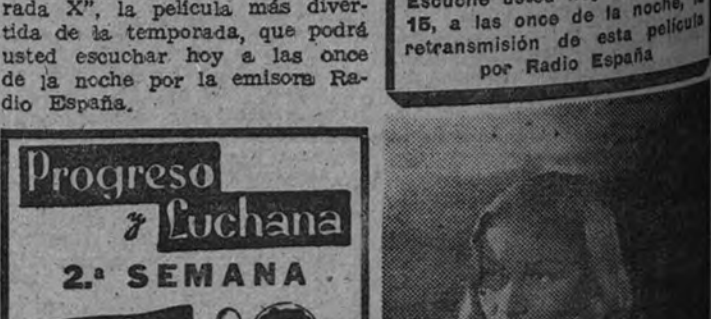 rada X”, la película más diver-
tida de la temporada, que podrá
usted escuchar hoy a las once
de la noche por la emisora Ra-
dio España.
Progreso
y Luchana
2.ª SEMANA
Escuche
15, a las once de la noche,
retransmisión de esta película
por Radio España